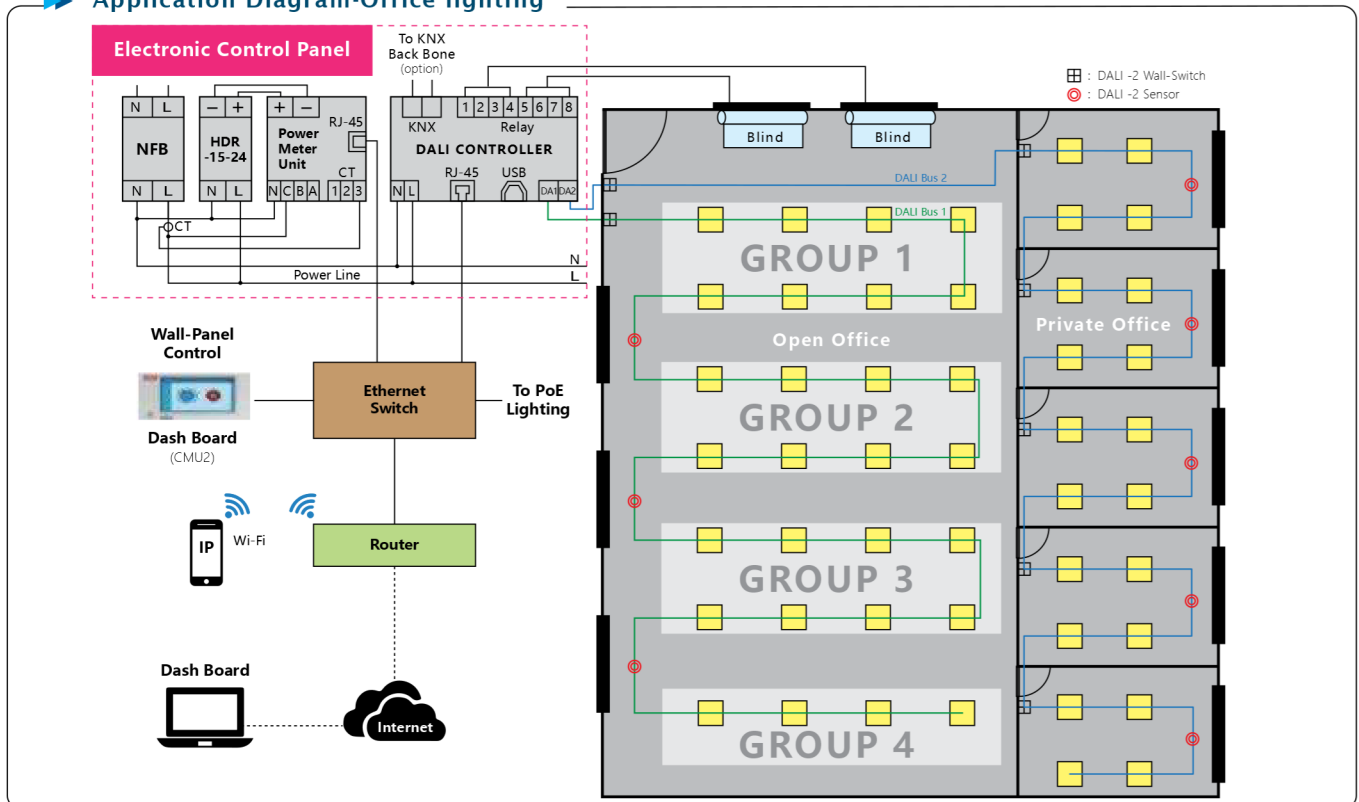 Application Diagram-Office lighting
Electronic Control Panel
To KNX
Back Bone
(option)
N L
NFB
N L
− +
HDR
-15-24
N L
+ −
RJ-45
Power
Meter
Unit
CT
N C B A 1 2 3
CT
KNX
1 2 3 4 5 6 7 8
Relay
DALI CONTROLLER
RJ-45 USB
N L
DA1 DA2
N
L
Power Line
: DALI -2 Wall-Switch
: DALI -2 Sensor
Blind
Blind
DALI Bus 2
DALI Bus 1
GROUP 1
Open Office
Private Office
GROUP 2
GROUP 3
GROUP 4
Wall-Panel
Control
Dash Board
(CMU2)
Ethernet
Switch
To PoE
Lighting
IP
Wi-Fi
Router
Dash Board
Internet